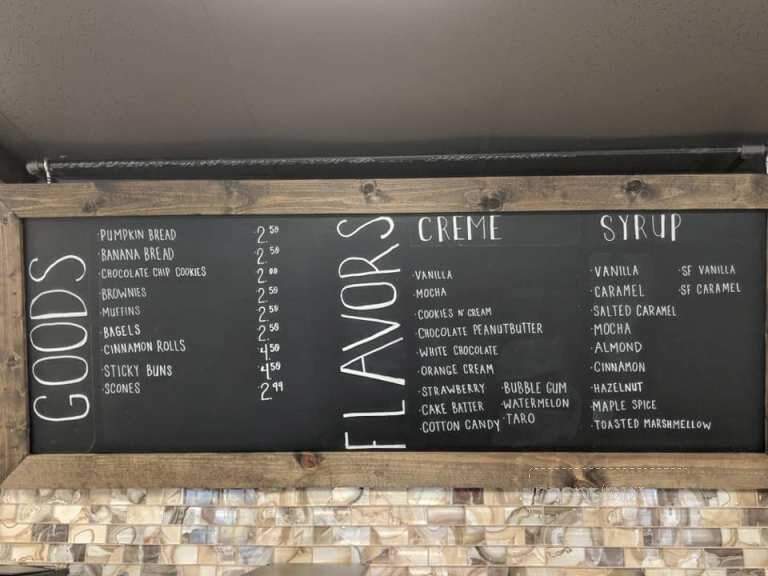 GOODS
·PUMPKIN BREAD 2.50
·BANANA BREAD 2.50
·CHOCOLATE CHIP COOKIES 2.00
·BROWNIES 2.50
·MUFFINS 2.50
·BAGELS 2.50
·CINNAMON ROLLS 4.50
·STICKY BUNS 4.50
·SCONES 2.49
FLAVORS
CREME
·VANILLA
·MOCHA
·COOKIES N' CREAM
·CHOCOLATE PEANUTBUTTER
·WHITE CHOCOLATE
·ORANGE CREAM
·STRAWBERRY ·BUBBLE GUM
·CAKE BATTER ·WATERMELON
·COTTON CANDY ·TARO
SYRUP
·VANILLA ·SF VANILLA
·CARAMEL ·SF CARAMEL
·SALTED CARAMEL
·MOCHA
·ALMOND
·CINNAMON
·HAZELNUT
·MAPLE SPICE
·TOASTED MARSHMELLOW